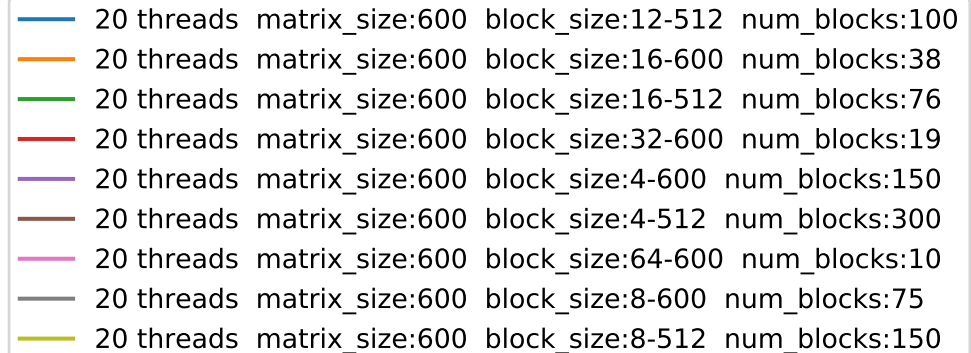 20 threads  matrix_size:600  block_size:12-512  num_blocks:100
20 threads  matrix_size:600  block_size:16-600  num_blocks:38
20 threads  matrix_size:600  block_size:16-512  num_blocks:76
20 threads  matrix_size:600  block_size:32-600  num_blocks:19
20 threads  matrix_size:600  block_size:4-600  num_blocks:150
20 threads  matrix_size:600  block_size:4-512  num_blocks:300
20 threads  matrix_size:600  block_size:64-600  num_blocks:10
20 threads  matrix_size:600  block_size:8-600  num_blocks:75
20 threads  matrix_size:600  block_size:8-512  num_blocks:150